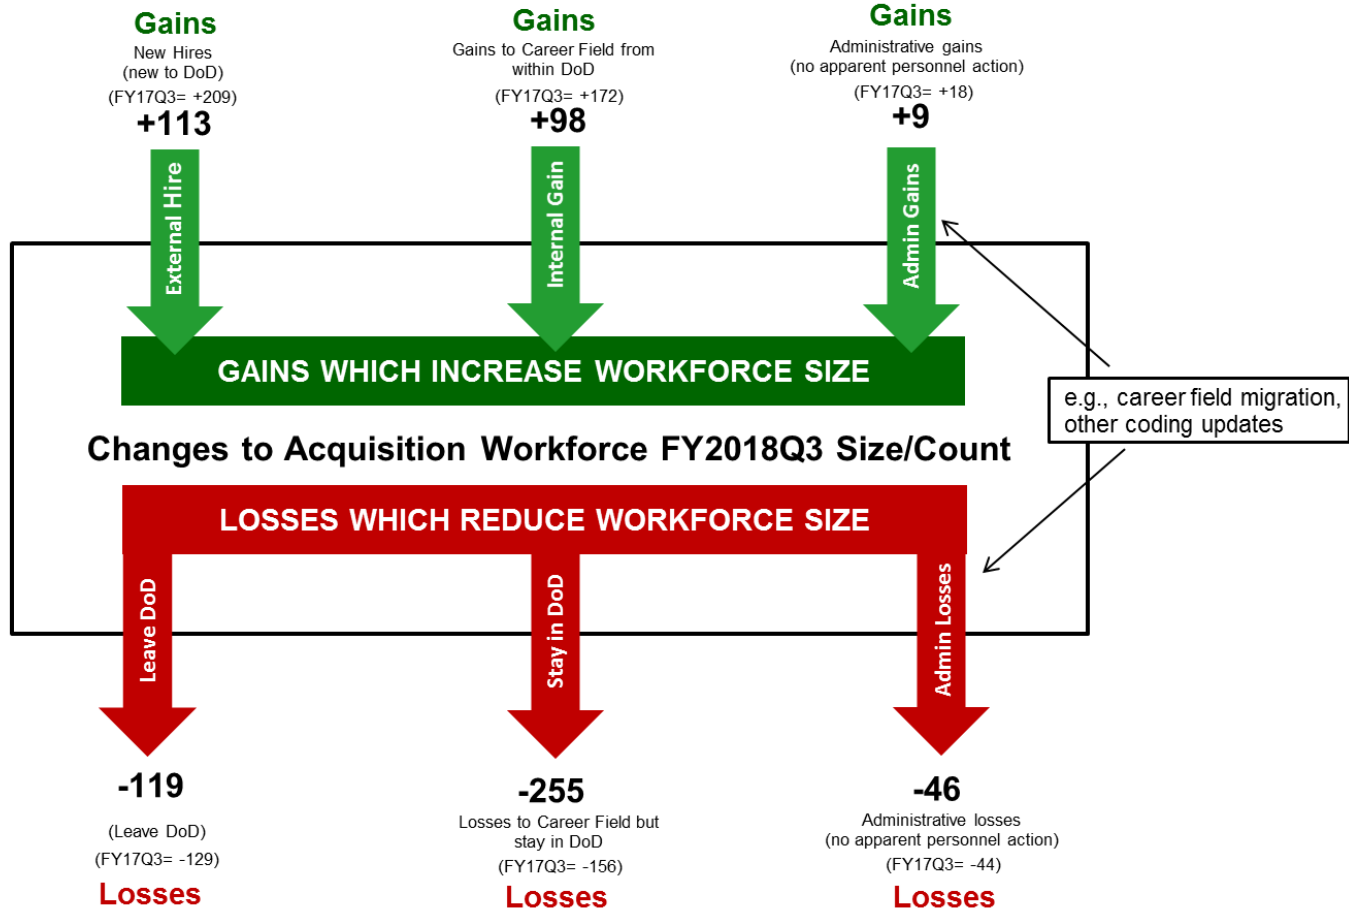 Gains
New Hires
(new to DoD)
(FY17Q3= +209)
+113
Gains
Gains to Career Field from
within DoD
(FY17Q3= +172)
+98
Gains
Administrative gains
(no apparent personnel action)
(FY17Q3= +18)
+9
External Hire
Internal Gain
Admin Gains
GAINS WHICH INCREASE WORKFORCE SIZE
e.g., career field migration,
other coding updates
Changes to Acquisition Workforce FY2018Q3 Size/Count
LOSSES WHICH REDUCE WORKFORCE SIZE
Leave DoD
Stay in DoD
Admin Losses
-119
(Leave DoD)
(FY17Q3= -129)
Losses
-255
Losses to Career Field but
stay in DoD
(FY17Q3= -156)
Losses
-46
Administrative losses
(no apparent personnel action)
(FY17Q3= -44)
Losses